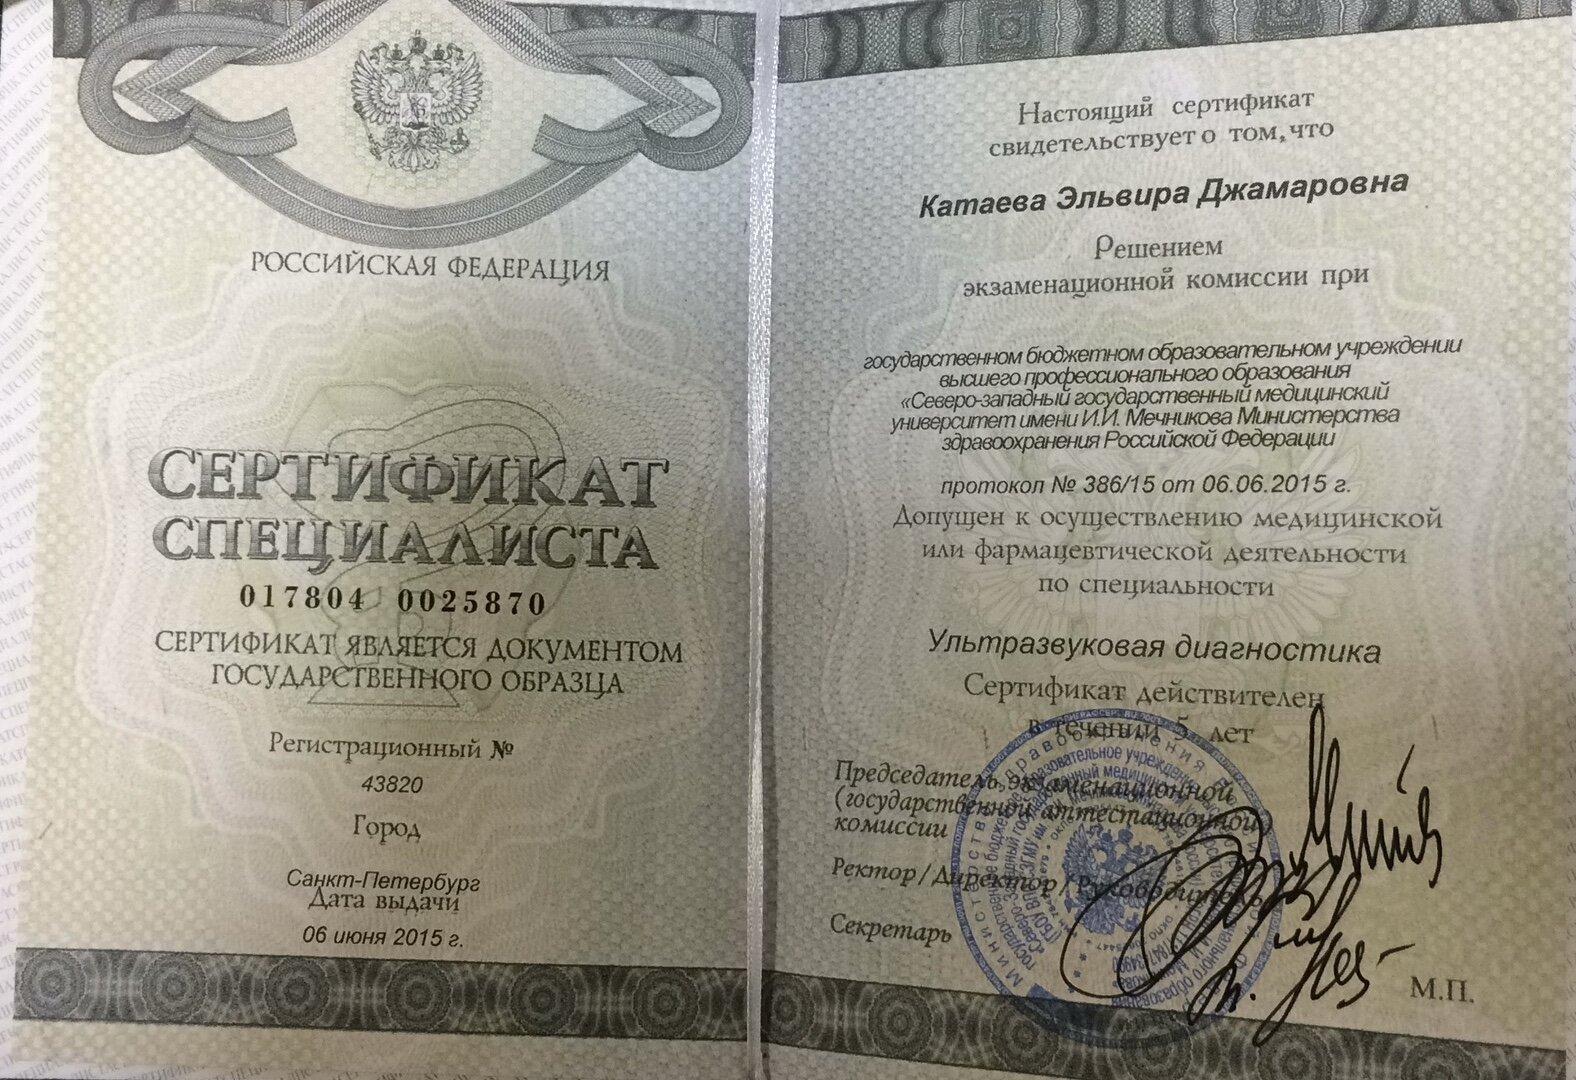 РОССИЙСКАЯ ФЕДЕРАЦИЯ
СЕРТИФИКАТ
СПЕЦИАЛИСТА
017804 0025870
СЕРТИФИКАТ ЯВЛЯЕТСЯ ДОКУМЕНТОМ
ГОСУДАРСТВЕННОГО ОБРАЗЦА
Регистрационный №
43820
Город
Санкт-Петербург
Дата выдачи
06 июня 2015 г.
Настоящий сертификат
свидетельствует о том, что
Катаева Эльвира Джамаровна
Решением
экзаменационной комиссии при
государственном бюджетном образовательном учреждении
высшего профессионального образования
«Северо-западный государственный медицинский
университет имени И.И. Мечникова Министерства
здравоохранения Российской Федерации
протокол № 386/15 от 06.06.2015 г.
Допущен к осуществлению медицинской
или фармацевтической деятельности
по специальности
Ультразвуковая диагностика
Сертификат действителен
в течении 5 лет
Председатель экзаменационной
(государственной аттестационной)
комиссии
Ректор / Директор / Руководитель
Секретарь
М.П.